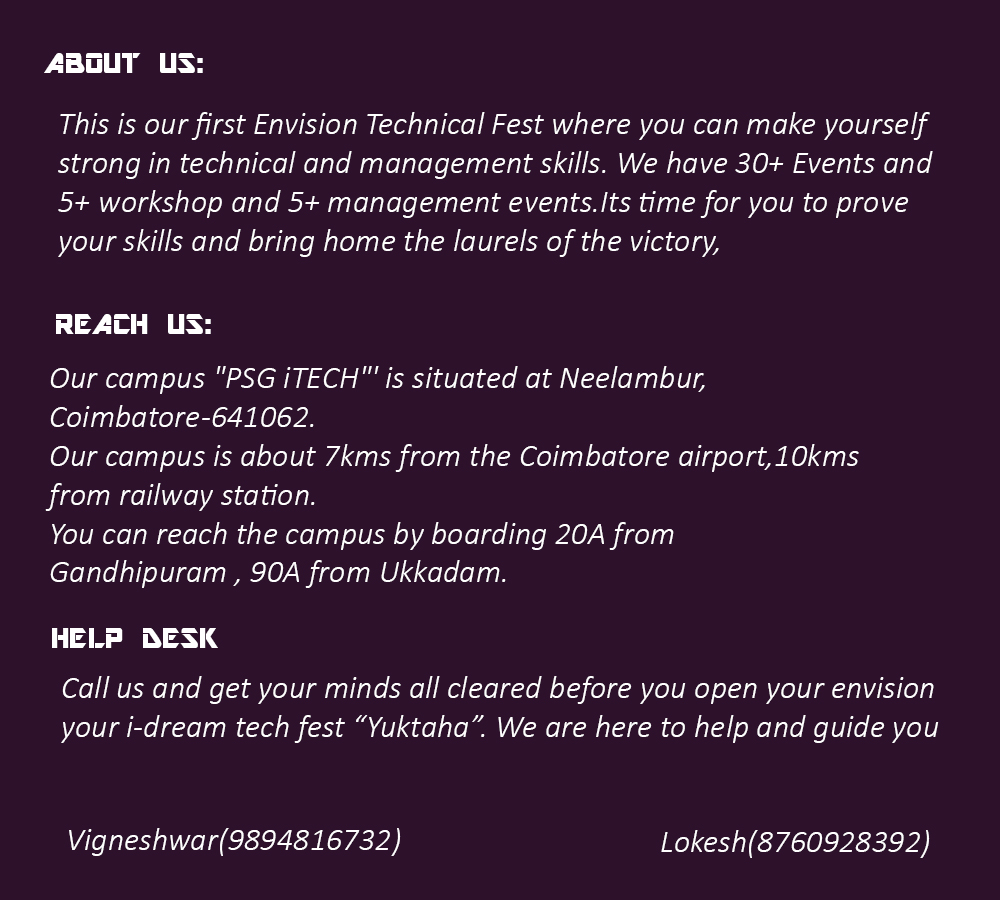 ABOUT US:
This is our first Envision Technical Fest where you can make yourself
strong in technical and management skills. We have 30+ Events and
5+ workshop and 5+ management events.Its time for you to prove
your skills and bring home the laurels of the victory,
REACH US:
Our campus "PSG iTECH"' is situated at Neelambur,
Coimbatore-641062.
Our campus is about 7kms from the Coimbatore airport,10kms
from railway station.
You can reach the campus by boarding 20A from
Gandhipuram , 90A from Ukkadam.
HELP DESK
Call us and get your minds all cleared before you open your envision
your i-dream tech fest “Yuktaha”. We are here to help and guide you
Vigneshwar(9894816732) Lokesh(8760928392)